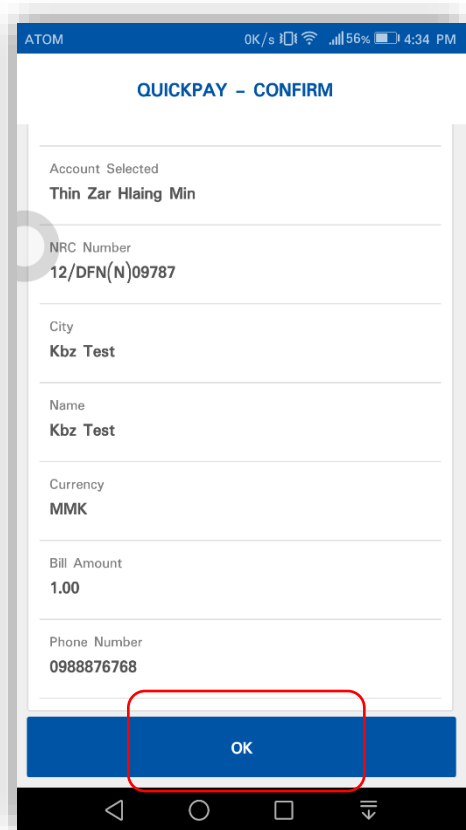 ATOM 0K/s 56% 4:34 PM
QUICKPAY – CONFIRM
Account Selected
Thin Zar Hlaing Min
NRC Number
12/DFN(N)09787
City
Kbz Test
Name
Kbz Test
Currency
MMK
Bill Amount
1.00
Phone Number
0988876768
OK